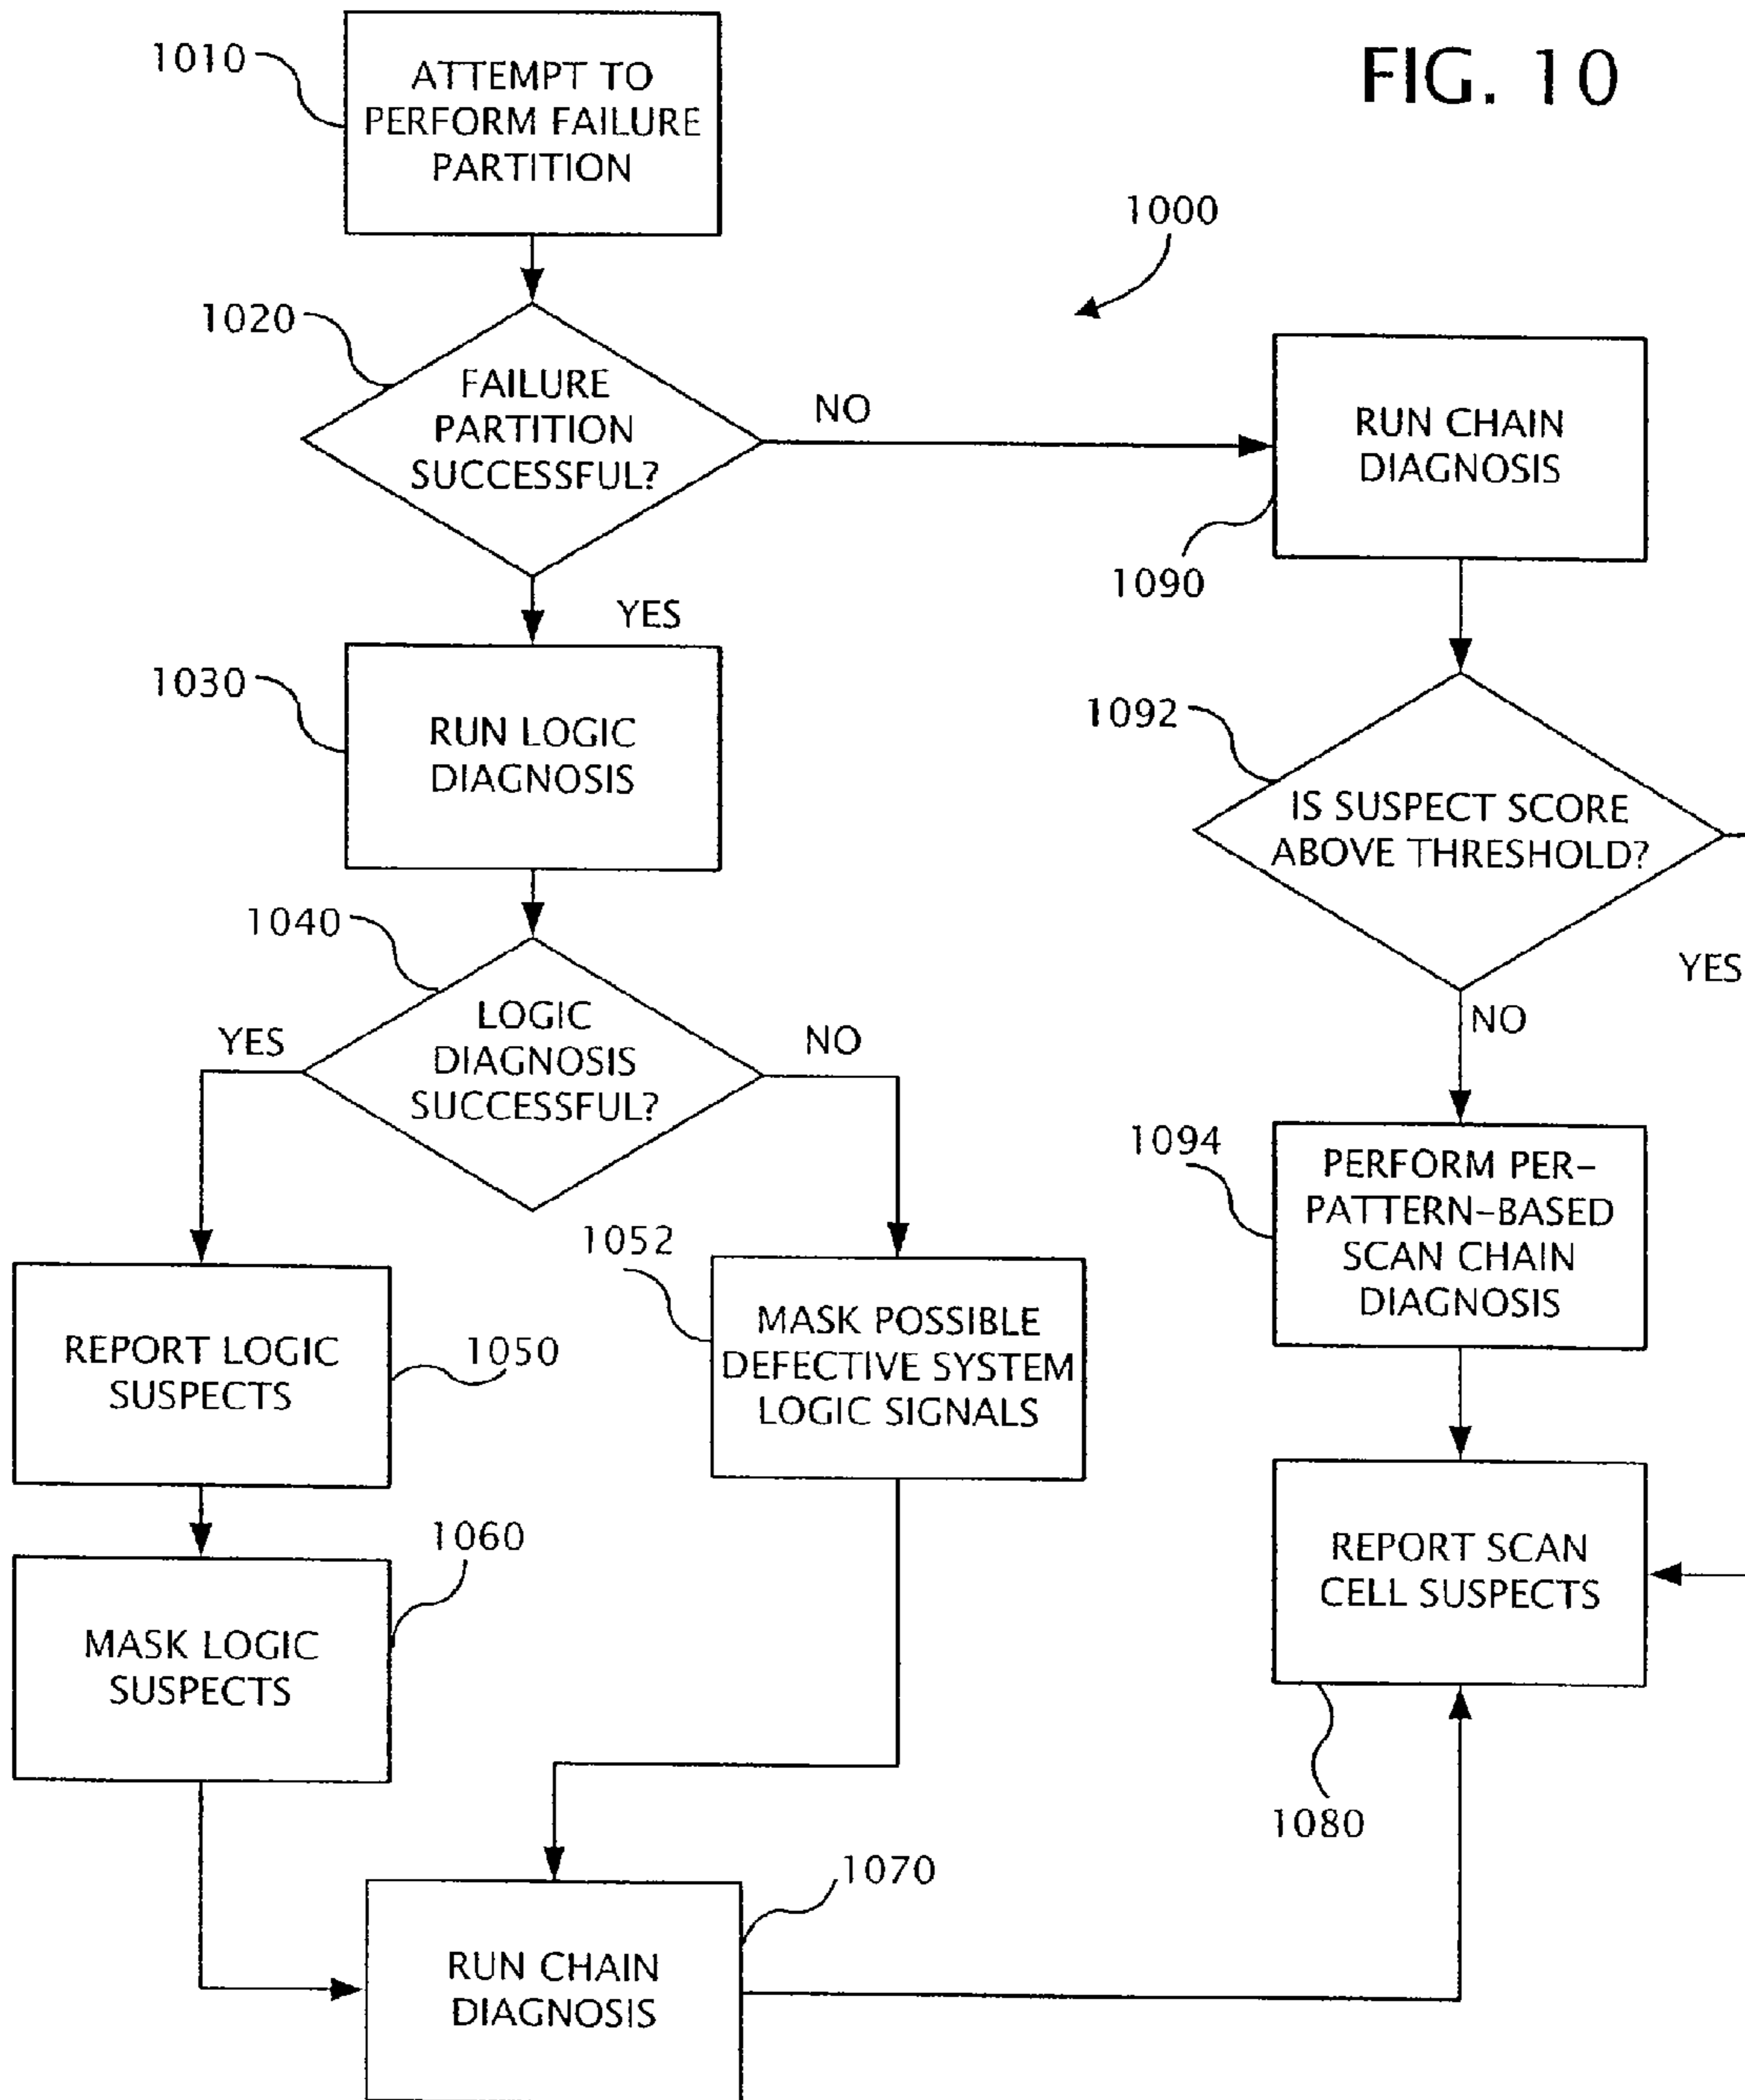 FIG. 10
1010
ATTEMPT TO
PERFORM FAILURE
PARTITION
1000
1020
FAILURE
PARTITION
SUCCESSFUL?
NO
YES
RUN CHAIN
DIAGNOSIS
1090
1030
RUN LOGIC
DIAGNOSIS
1092
IS SUSPECT SCORE
ABOVE THRESHOLD?
YES
NO
1040
LOGIC
DIAGNOSIS
SUCCESSFUL?
YES
NO
1094
PERFORM PER-
PATTERN-BASED
SCAN CHAIN
DIAGNOSIS
1052
MASK POSSIBLE
DEFECTIVE SYSTEM
LOGIC SIGNALS
REPORT LOGIC
SUSPECTS
1050
1060
MASK LOGIC
SUSPECTS
REPORT SCAN
CELL SUSPECTS
1080
1070
RUN CHAIN
DIAGNOSIS